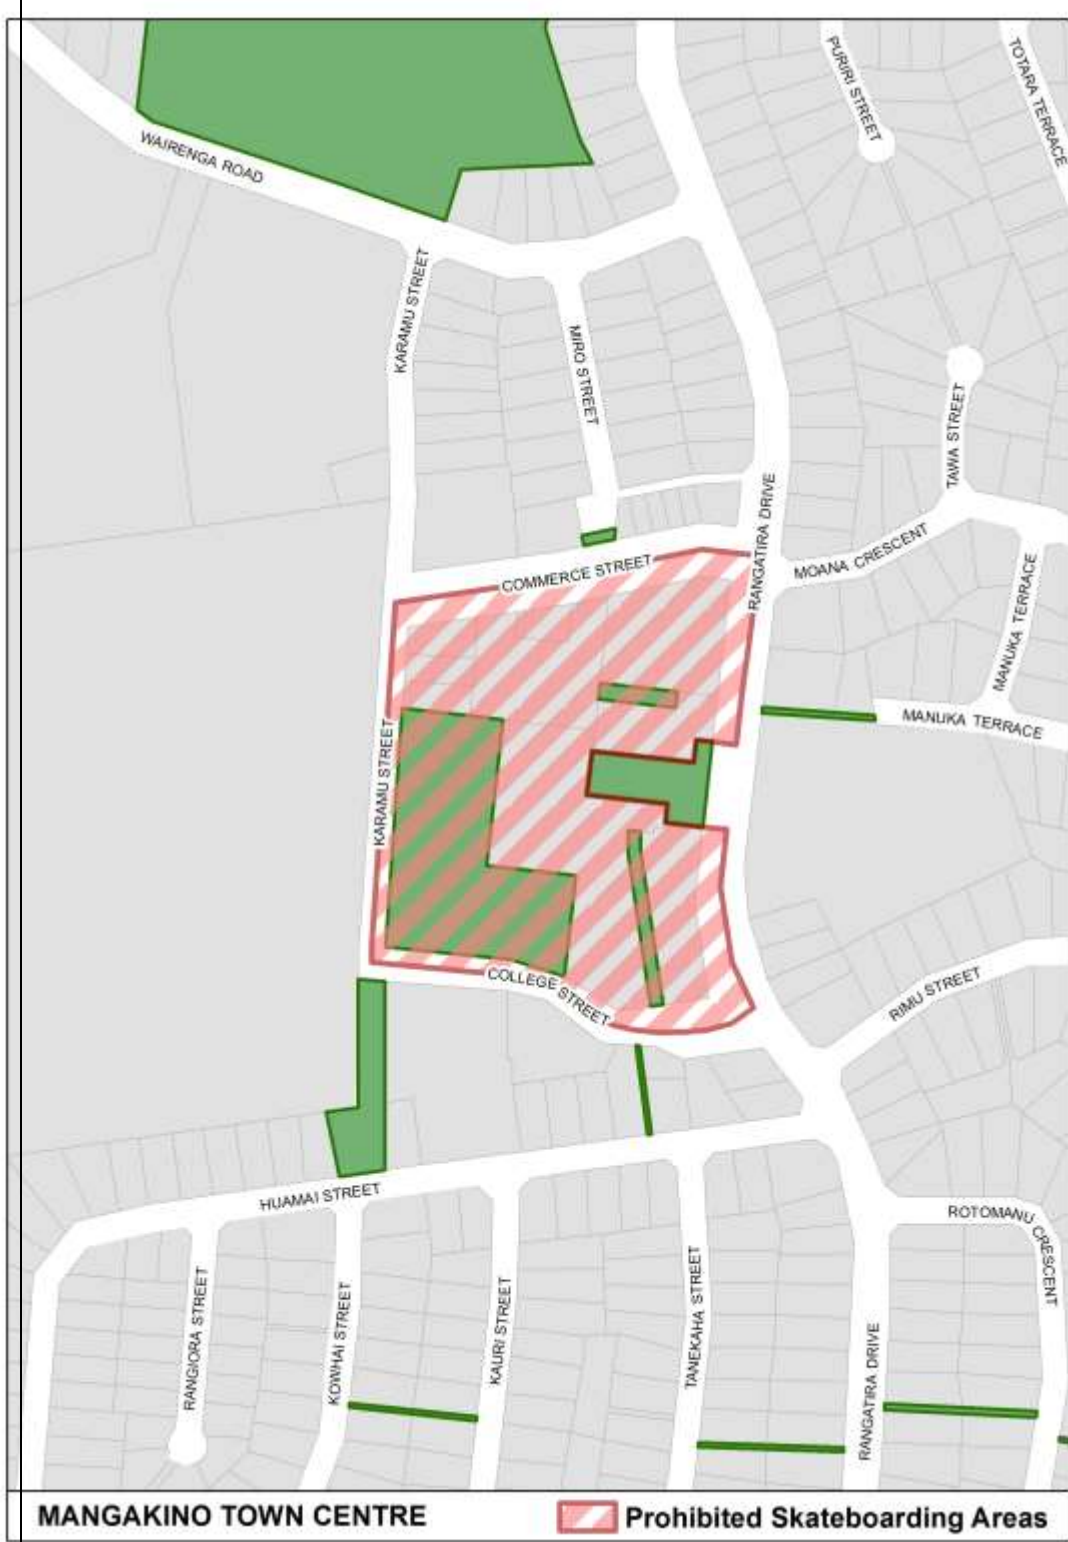 PURIRI STREET
TOTARA TERRACE
WAIRENGA ROAD
KARAMU STREET
MIRO STREET
TAWA STREET
RANGATIRA DRIVE
MOANA CRESCENT
COMMERCE STREET
MANUKA TERRACE
MANUKA TERRACE
KARAMU STREET
COLLEGE STREET
RIMU STREET
HUAMAI STREET
ROTOMANU CRESCENT
RANGIORA STREET
KOWHAI STREET
KAURI STREET
TANEKAHA STREET
RANGATIRA DRIVE
MANGAKINO TOWN CENTRE
Prohibited Skateboarding Areas